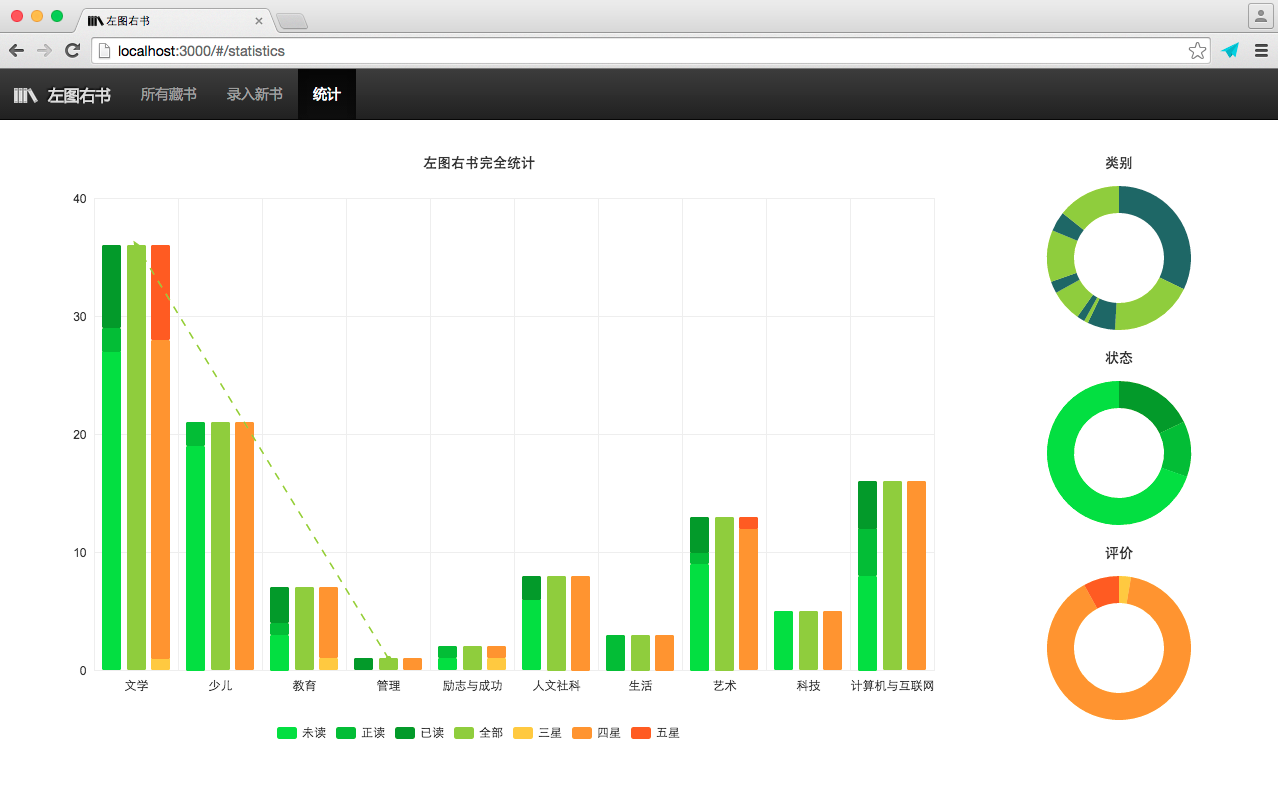 左图右书
localhost:3000/#/statistics
左图右书 所有藏书 录入新书 统计
左图右书完全统计
40
30
20
10
0
文学 少儿 教育 管理 励志与成功 人文社科 生活 艺术 科技 计算机与互联网
未读 正读 已读 全部 三星 四星 五星
类别
状态
评价